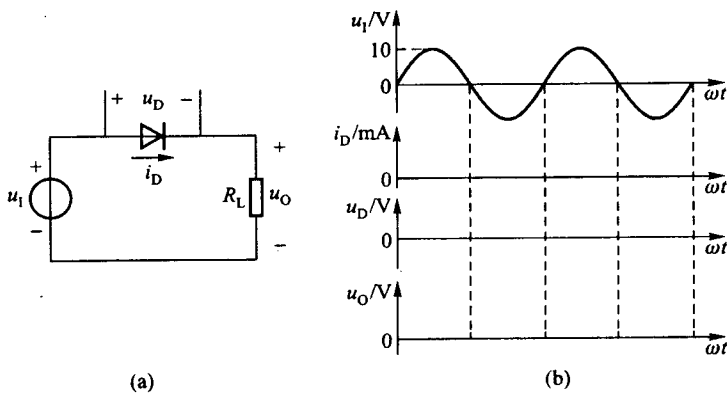 + u_D −
i_D
+
u_I
−
+
R_L u_O
−
(a)
u_I/V
10
0
ωt
i_D/mA
0
ωt
u_D/V
0
ωt
u_O/V
0
ωt
(b)